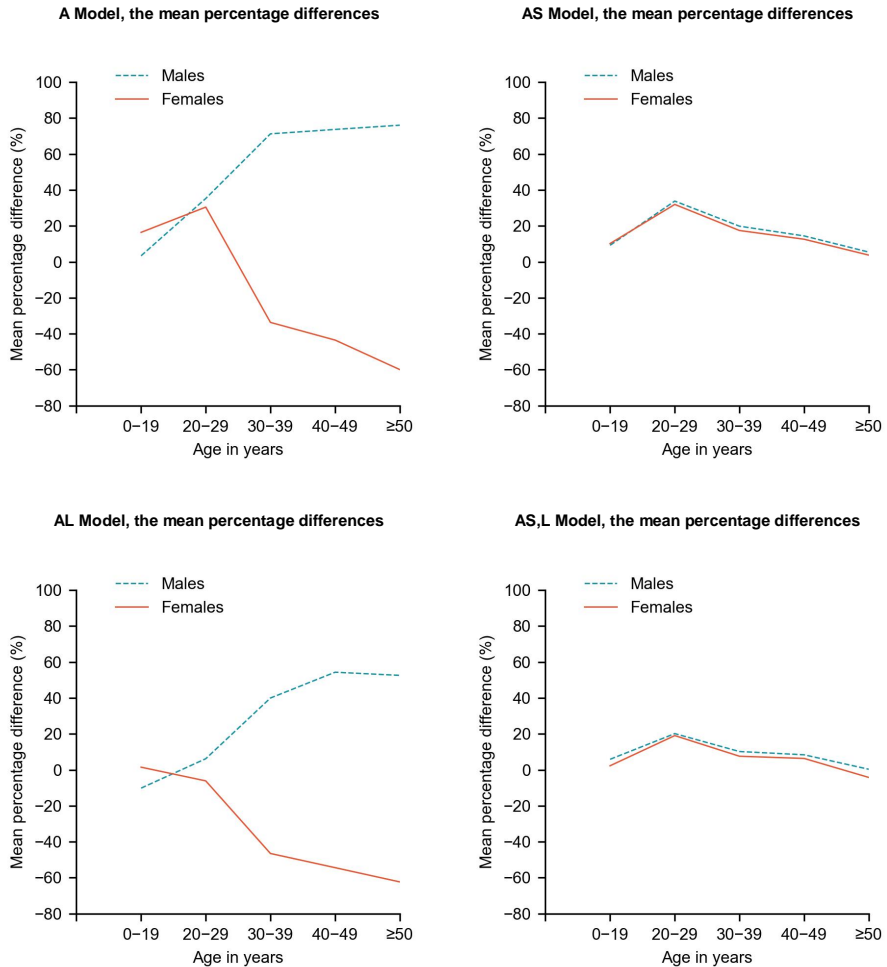 A Model, the mean percentage differences
Males
Females
Mean percentage difference (%)
100
80
60
40
20
0
−20
−40
−60
−80
0−19 20−29 30−39 40−49 ≥50
Age in years
AS Model, the mean percentage differences
Males
Females
Mean percentage difference (%)
100
80
60
40
20
0
−20
−40
−60
−80
0−19 20−29 30−39 40−49 ≥50
Age in years
AL Model, the mean percentage differences
Males
Females
Mean percentage difference (%)
100
80
60
40
20
0
−20
−40
−60
−80
0−19 20−29 30−39 40−49 ≥50
Age in years
AS,L Model, the mean percentage differences
Males
Females
Mean percentage difference (%)
100
80
60
40
20
0
−20
−40
−60
−80
0−19 20−29 30−39 40−49 ≥50
Age in years